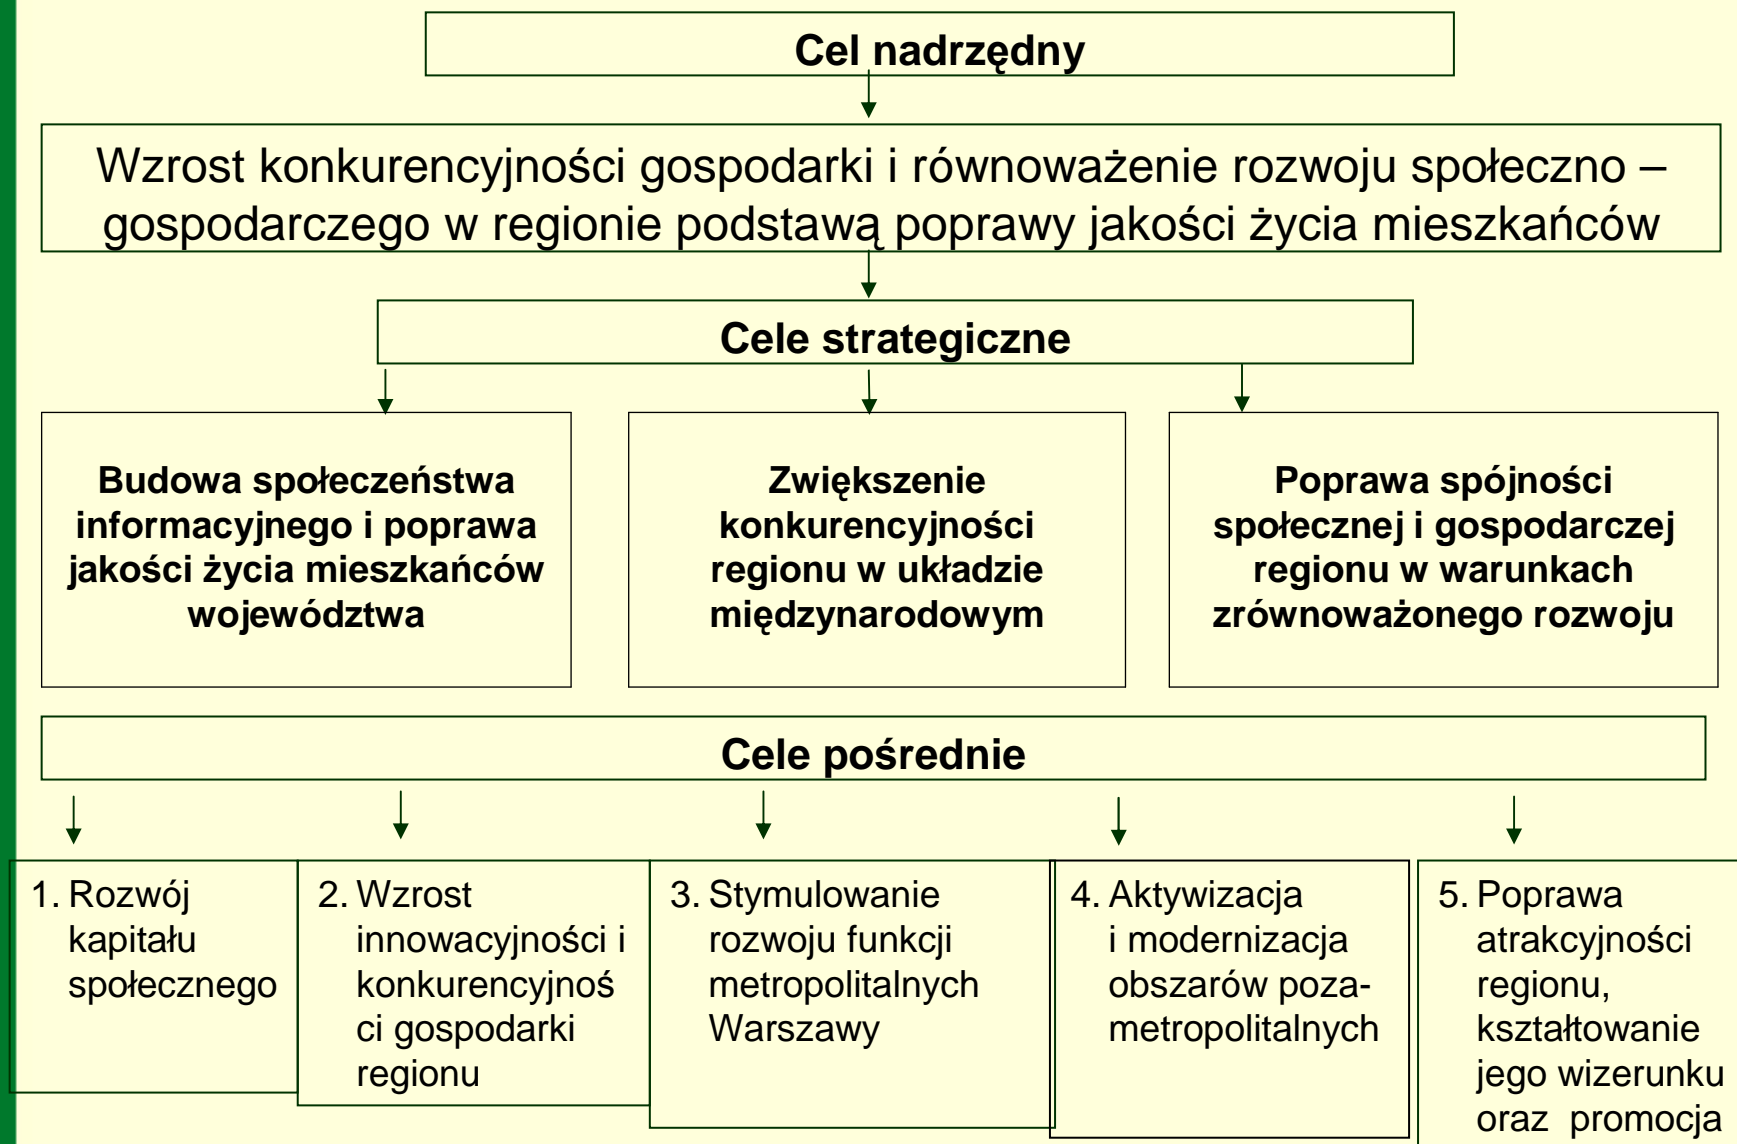 Cel nadrzędny
Wzrost konkurencyjności gospodarki i równoważenie rozwoju społeczno –
gospodarczego w regionie podstawą poprawy jakości życia mieszkańców
Cele strategiczne
Budowa społeczeństwa
informacyjnego i poprawa
jakości życia mieszkańców
województwa
Zwiększenie
konkurencyjności
regionu w układzie
międzynarodowym
Poprawa spójności
społecznej i gospodarczej
regionu w warunkach
zrównoważonego rozwoju
Cele pośrednie
1. Rozwój
kapitału
społecznego
2. Wzrost
innowacyjności i
konkurencyjnoś
ci gospodarki
regionu
3. Stymulowanie
rozwoju funkcji
metropolitalnych
Warszawy
4. Aktywizacja
i modernizacja
obszarów poza-
metropolitalnych
5. Poprawa
atrakcyjności
regionu,
kształtowanie
jego wizerunku
oraz promocja